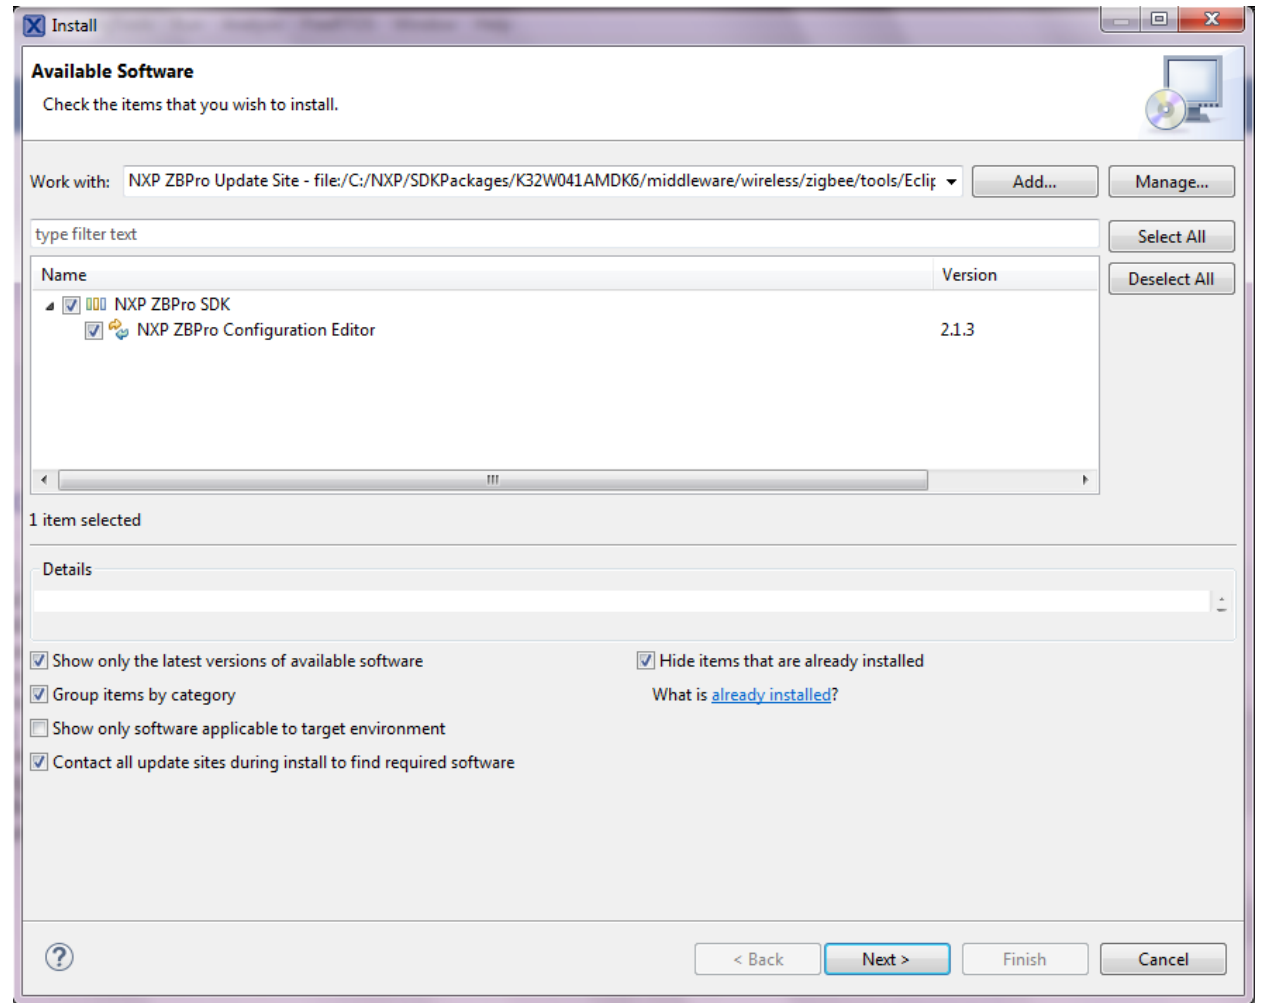 Install
Available Software
Check the items that you wish to install.
Work with: NXP ZBPro Update Site - file:/C:/NXP/SDKPackages/K32W041AMDK6/middleware/wireless/zigbee/tools/Eclip Add... Manage...
type filter text Select All
Name Version Deselect All
NXP ZBPro SDK
NXP ZBPro Configuration Editor 2.1.3
1 item selected
Details
Show only the latest versions of available software Hide items that are already installed
Group items by category What is already installed?
Show only software applicable to target environment
Contact all update sites during install to find required software
? < Back Next > Finish Cancel